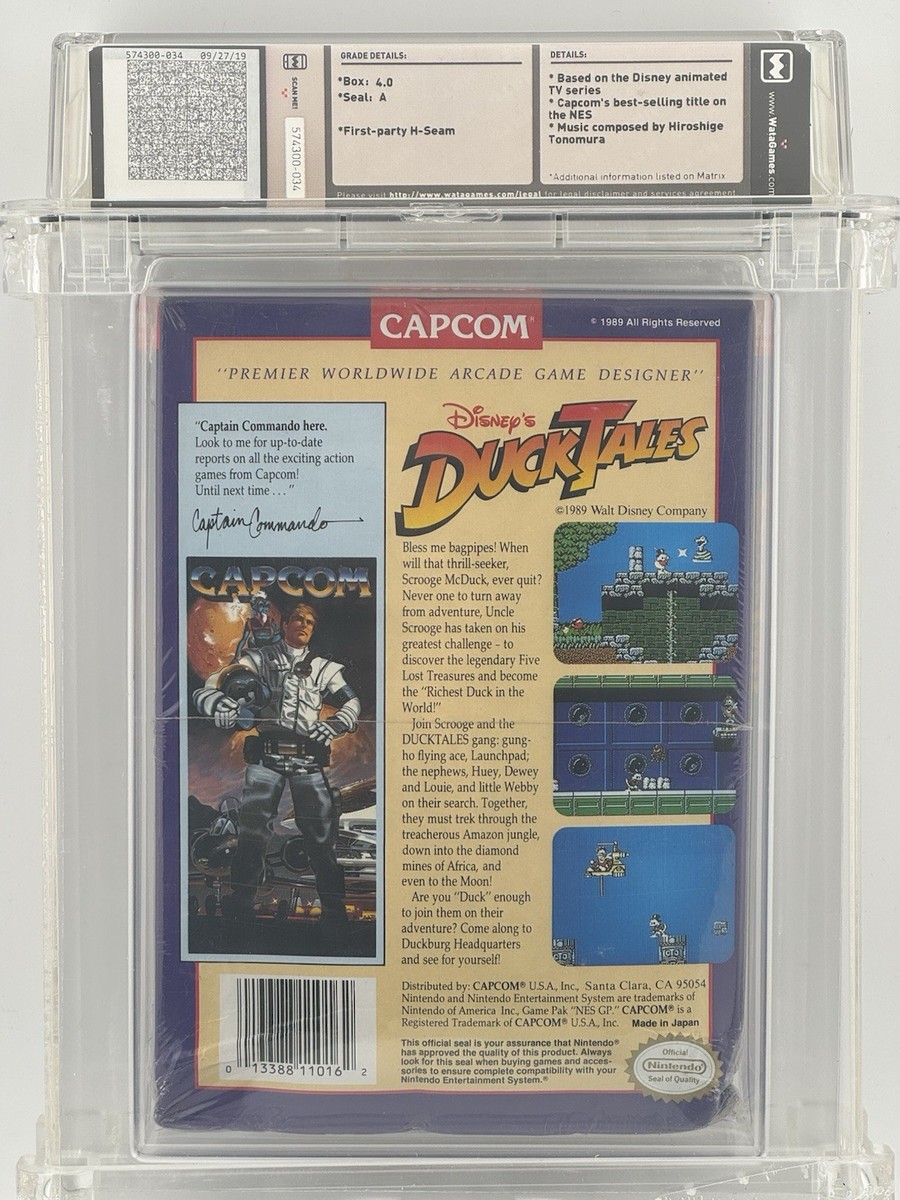 574300-034 09/27/19
SCAN ME!
574300-034
GRADE DETAILS:
*Box: 4.0
*Seal: A
*First-party H-Seam
DETAILS:
* Based on the Disney animated
TV series
* Capcom's best-selling title on
the NES
* Music composed by Hiroshige
Tonomura
*Additional information listed on Matrix
www.WataGames.com
Please visit http://www.watagames.com/legal for legal disclaimer and services agreement
CAPCOM®
© 1989 All Rights Reserved
"PREMIER WORLDWIDE ARCADE GAME DESIGNER"
"Captain Commando here.
Look to me for up-to-date
reports on all the exciting action
games from Capcom!
Until next time . . ."
Captain Commando
CAPCOM
Disney's
DUCKTALES
©1989 Walt Disney Company
Bless me bagpipes! When
will that thrill-seeker,
Scrooge McDuck, ever quit?
Never one to turn away
from adventure, Uncle
Scrooge has taken on his
greatest challenge - to
discover the legendary Five
Lost Treasures and become
the "Richest Duck in the
World!"
Join Scrooge and the
DUCKTALES gang: gung-
ho flying ace, Launchpad;
the nephews, Huey, Dewey
and Louie, and little Webby
on their search. Together,
they must trek through the
treacherous Amazon jungle,
down into the diamond
mines of Africa, and
even to the Moon!
Are you "Duck" enough
to join them on their
adventure? Come along to
Duckburg Headquarters
and see for yourself!
Distributed by: CAPCOM® U.S.A., Inc., Santa Clara, CA 95054
Nintendo and Nintendo Entertainment System are trademarks of
Nintendo of America Inc., Game Pak "NES GP." CAPCOM® is a
Registered Trademark of CAPCOM® U.S.A., Inc. Made in Japan
This official seal is your assurance that Nintendo®
has approved the quality of this product. Always
look for this seal when buying games and acces-
sories to ensure complete compatibility with your
Nintendo Entertainment System.®
Official
Nintendo
Seal of Quality
0 13388 11016 2